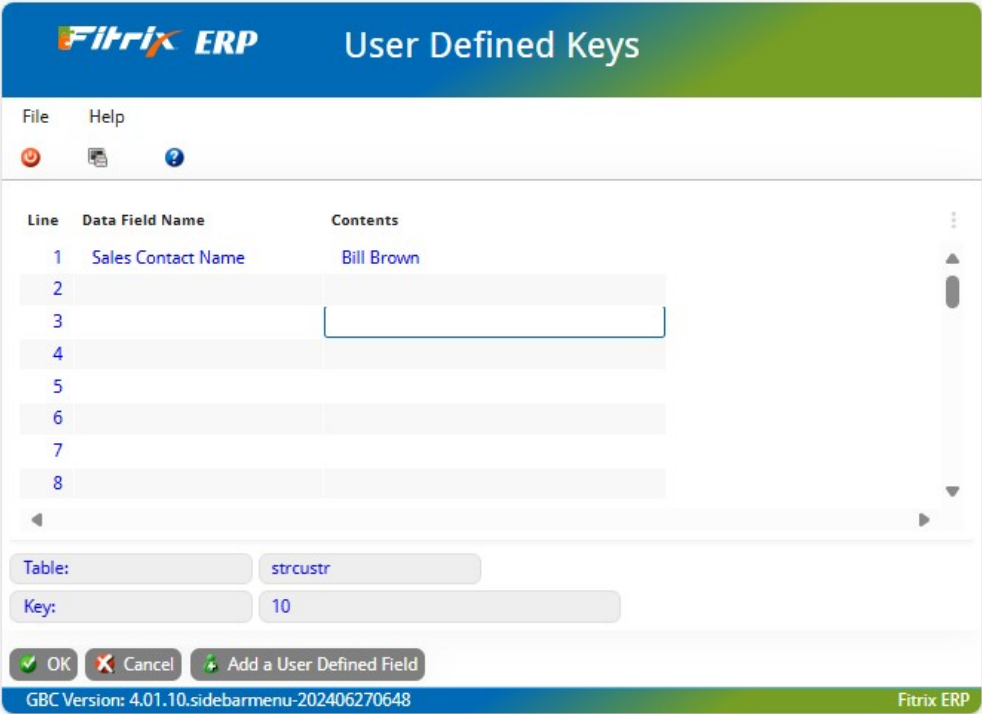 Fitrix ERP User Defined Keys
File Help
Line Data Field Name Contents
1 Sales Contact Name Bill Brown
2
3
4
5
6
7
8
Table: strcustr
Key: 10
OK Cancel Add a User Defined Field
GBC Version: 4.01.10.sidebarmenu-202406270648 Fitrix ERP